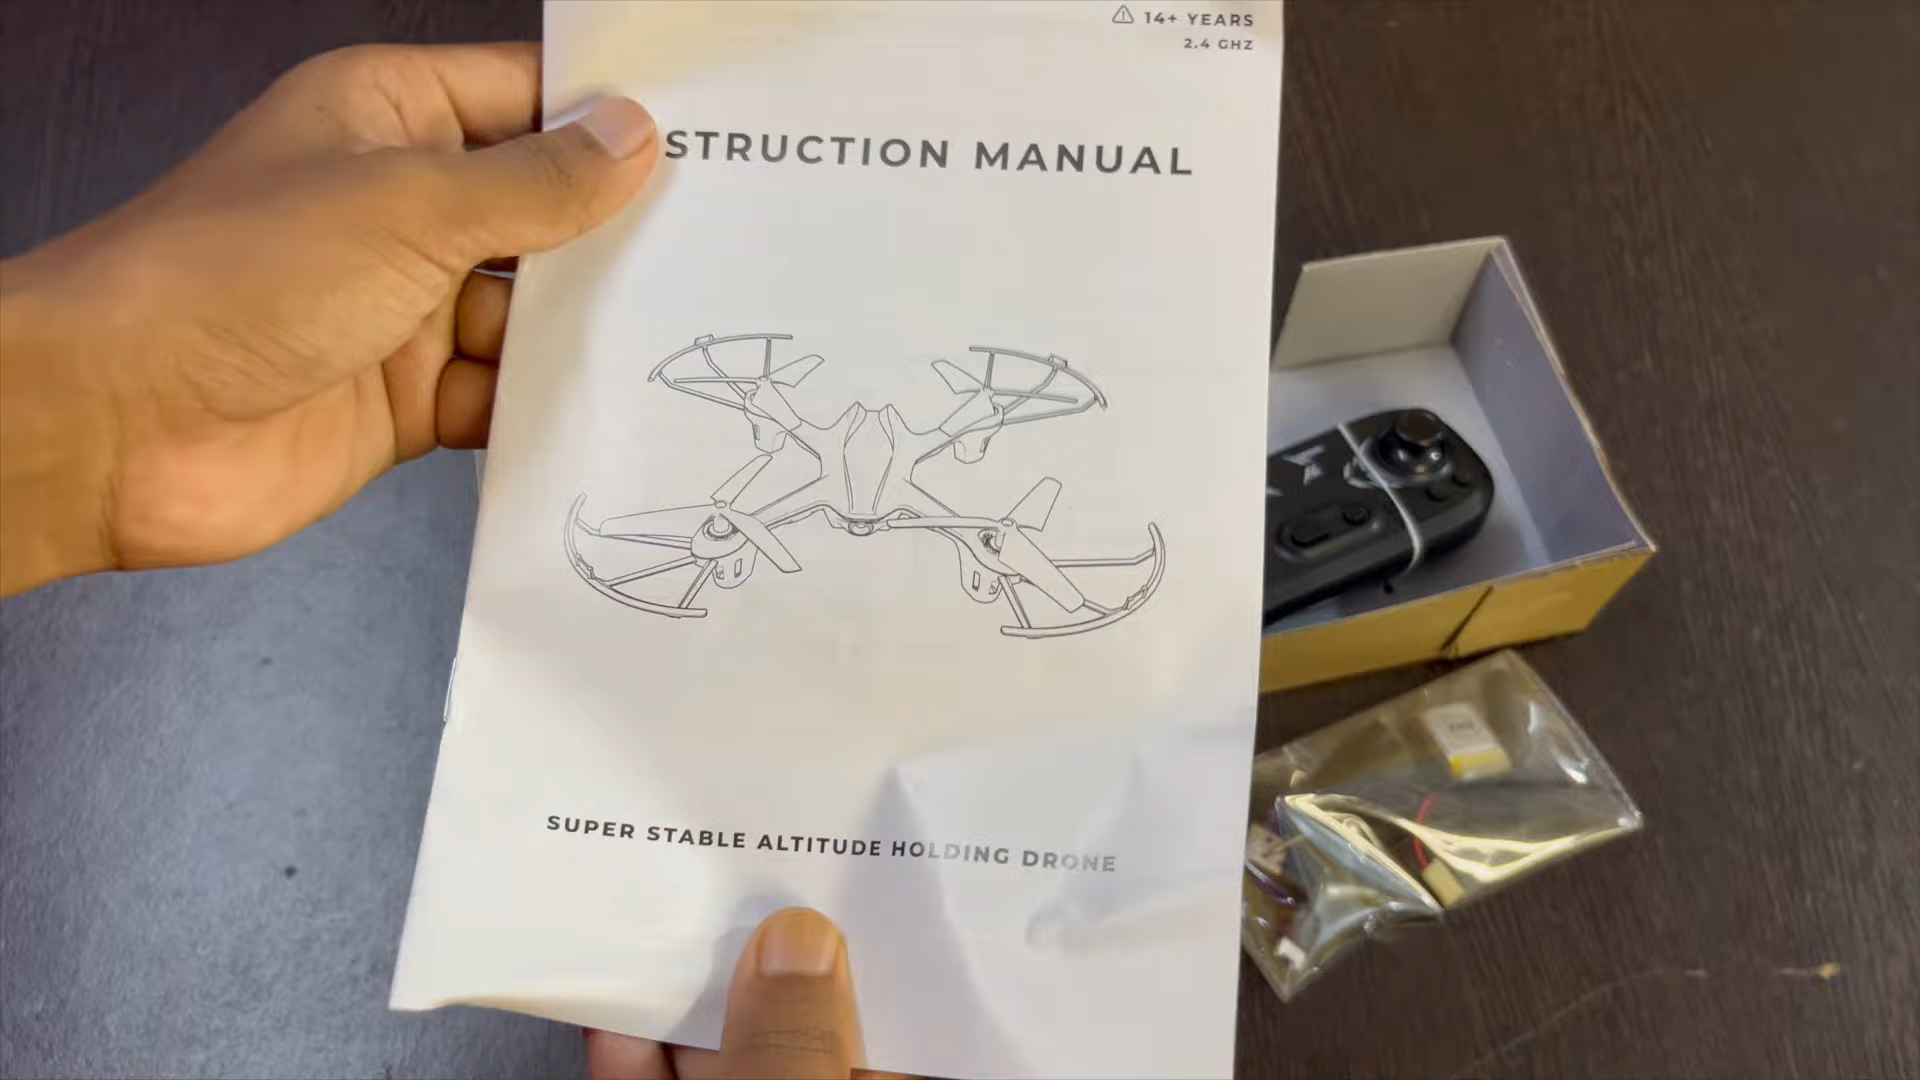 14+ YEARS
2.4 GHZ
STRUCTION MANUAL
SUPER STABLE ALTITUDE HOLDING DRONE